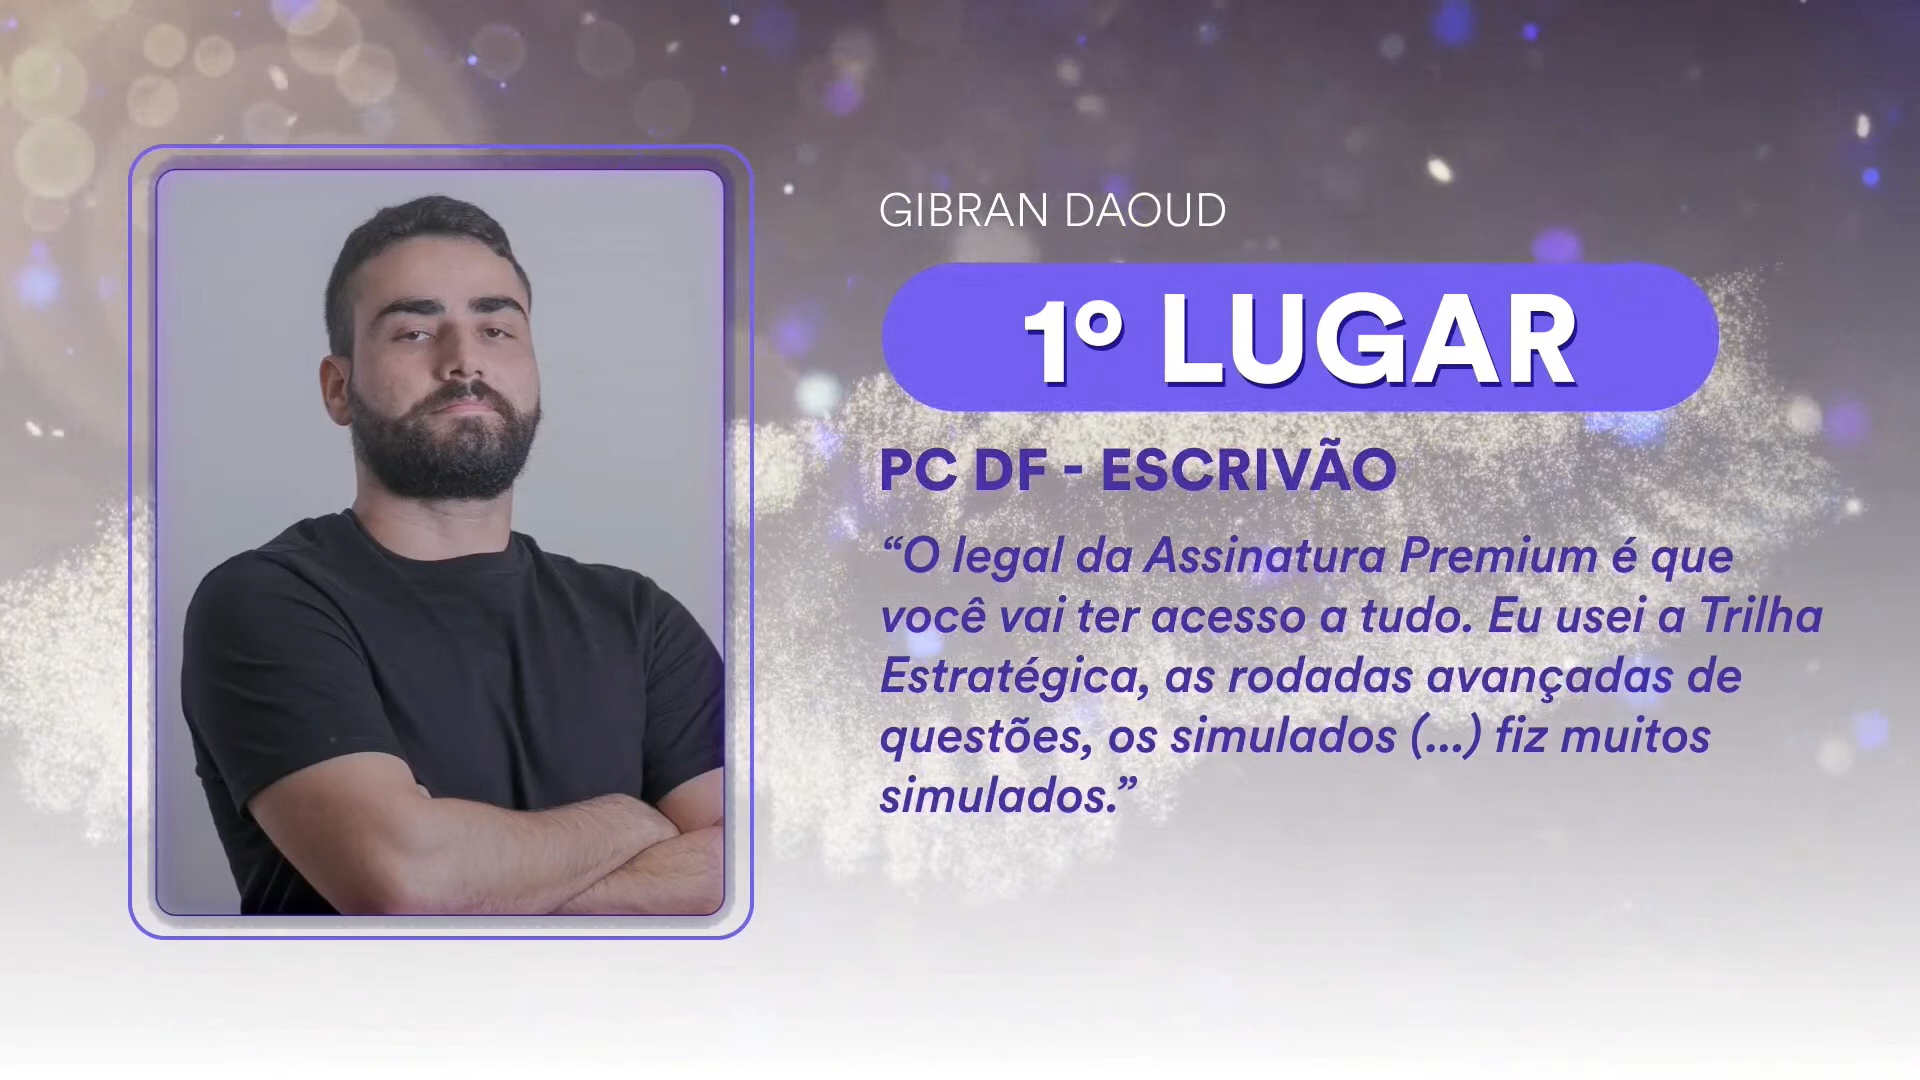 GIBRAN DAOUD
1º LUGAR
PC DF - ESCRIVÃO
“O legal da Assinatura Premium é que
você vai ter acesso a tudo. Eu usei a Trilha
Estratégica, as rodadas avançadas de
questões, os simulados (...) fiz muitos
simulados.”